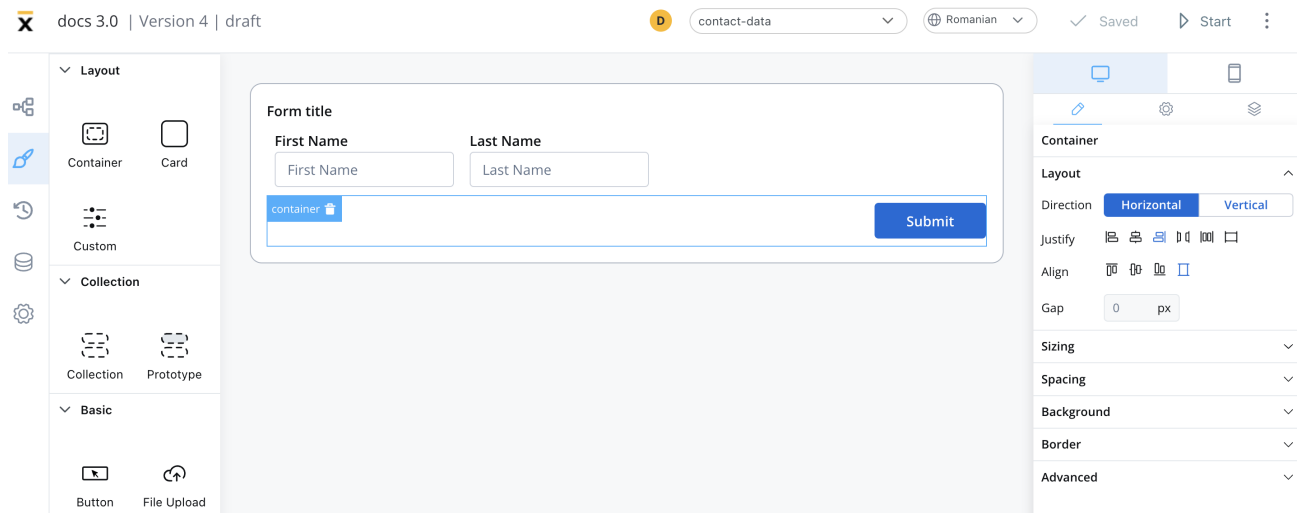 docs 3.0 | Version 4 | draft
D
contact-data
Romanian
Saved
Start
Layout
Container
Card
Custom
Collection
Collection
Prototype
Basic
Button
File Upload
Form title
First Name
Last Name
First Name
Last Name
container
Submit
Container
Layout
Direction
Horizontal
Vertical
Justify
Align
Gap
0
px
Sizing
Spacing
Background
Border
Advanced